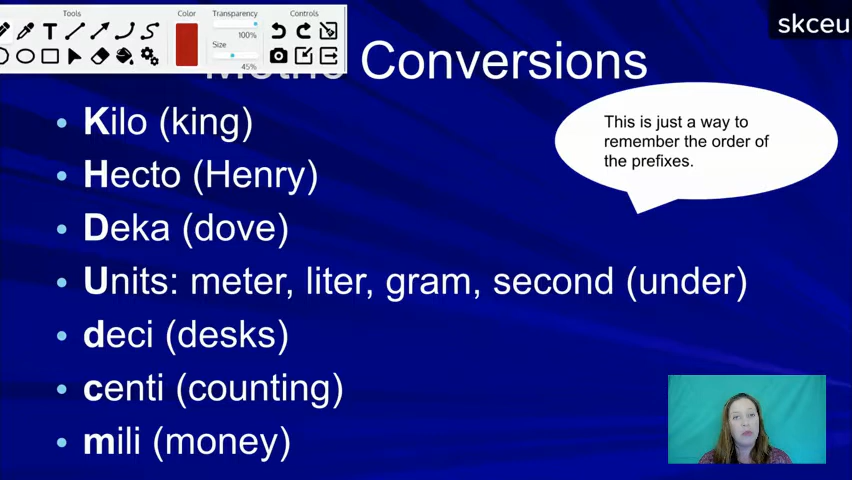 Tools
Color
Transparency
Controls
100%
Size
45%
skceu
Metric Conversions
• Kilo (king)
• Hecto (Henry)
• Deka (dove)
• Units: meter, liter, gram, second (under)
• deci (desks)
• centi (counting)
• mili (money)
This is just a way to
remember the order of
the prefixes.